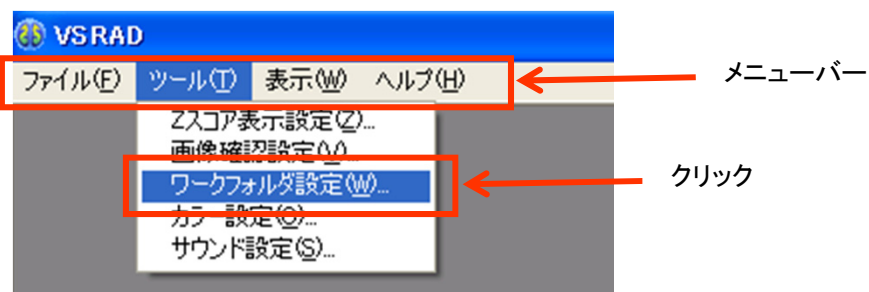 VSRAD
ファイル(F) ツール(T) 表示(W) ヘルプ(H)
メニューバー
Zスコア表示設定(Z)...
画像確認設定(V)...
ワークフォルダ設定(W)...
クリック
カラー設定(O)...
サウンド設定(S)...